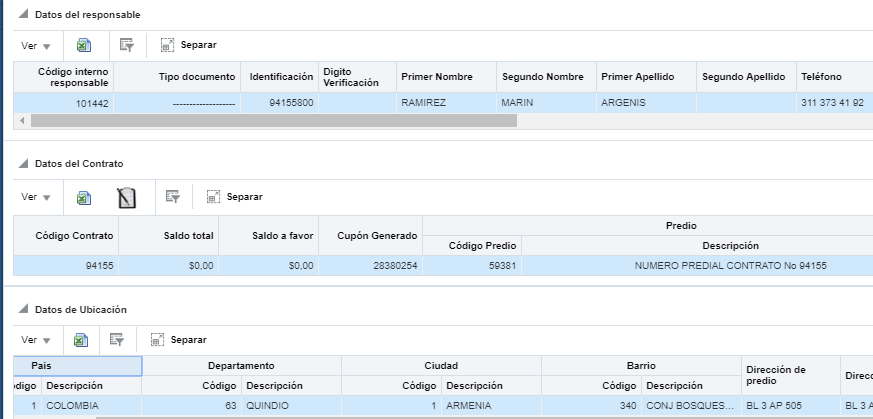 Datos del responsable
Ver Separar
Código interno responsable Tipo documento Identificación Digito Verificación Primer Nombre Segundo Nombre Primer Apellido Segundo Apellido Teléfono
101442 ------------------ 94155800 RAMIREZ MARIN ARGENIS 311 373 41 92
Datos del Contrato
Ver Separar
Código Contrato Saldo total Saldo a favor Cupón Generado Predio
Código Predio Descripción
94155 $0,00 $0,00 28380254 59381 NUMERO PREDIAL CONTRATO No 94155
Datos de Ubicación
Ver Separar
Pais Departamento Ciudad Barrio Dirección de predio Direcc
odigo Descripción Código Descripción Código Descripción Código Descripción
1 COLOMBIA 63 QUINDIO 1 ARMENIA 340 CONJ BOSQUES... BL 3 AP 505 BL 3 A